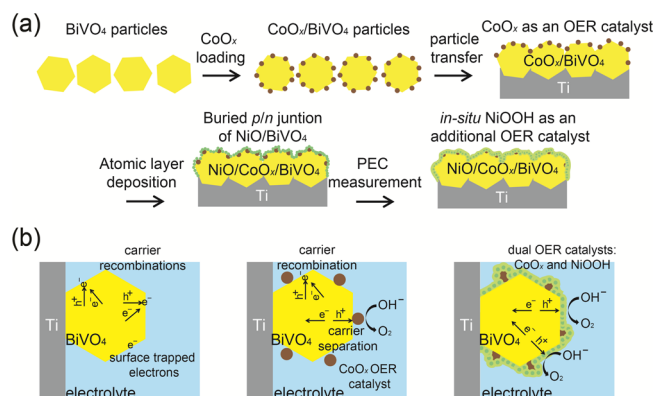 (a)
BiVO₄ particles
CoOₓ
loading
CoOₓ/BiVO₄ particles
particle
transfer
CoOₓ as an OER catalyst
CoOₓ/BiVO₄
Ti
Atomic layer
deposition
Buried p/n juntion
of NiO/BiVO₄
NiO/CoOₓ/BiVO₄
Ti
PEC
measurement
in-situ NiOOH as an
additional OER catalyst
NiO/CoOₓ/BiVO₄
Ti
(b)
carrier
recombinations
Ti
e⁻
h⁺
e⁻
h⁺
e⁻
e⁻
e⁻
BiVO₄
surface trapped
electrons
electrolyte
carrier
recombination
Ti
e⁻
h⁺
e⁻
e⁻
h⁺
OH⁻
O₂
carrier
separation
BiVO₄
CoOₓ OER
catalyst
electrolyte
dual OER catalysts:
CoOₓ and NiOOH
Ti
e⁻
h⁺
OH⁻
O₂
e⁻
h⁺
BiVO₄
OH⁻
O₂
electrolyte